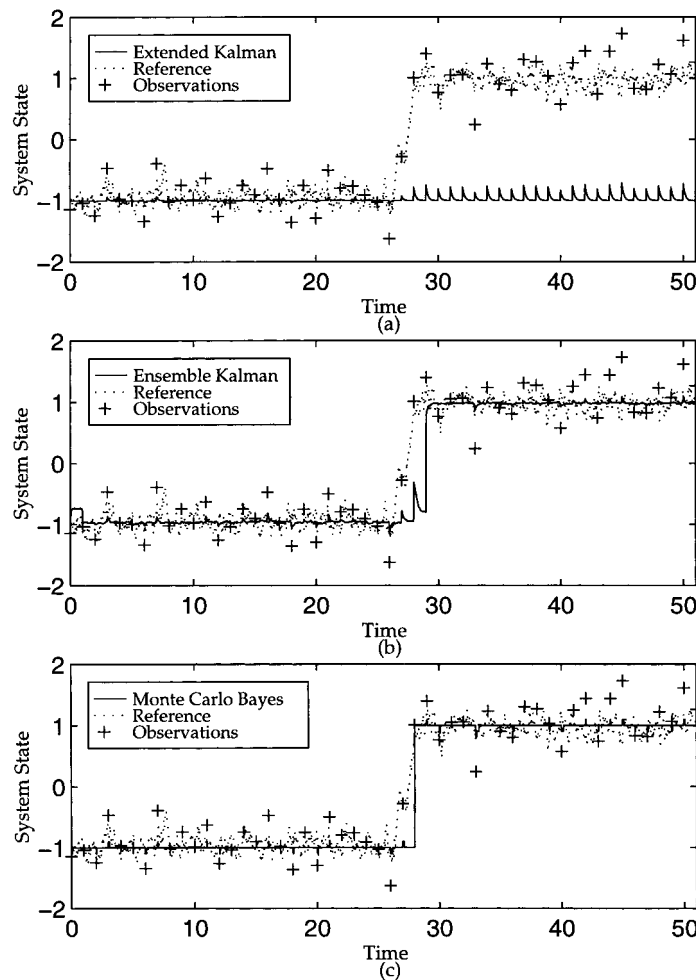 2
1
0
−1
−2
System State
Extended Kalman
Reference
Observations
0 10 20 30 40 50
Time
(a)
2
1
0
−1
−2
System State
Ensemble Kalman
Reference
Observations
0 10 20 30 40 50
Time
(b)
2
1
0
−1
−2
System State
Monte Carlo Bayes
Reference
Observations
0 10 20 30 40 50
Time
(c)